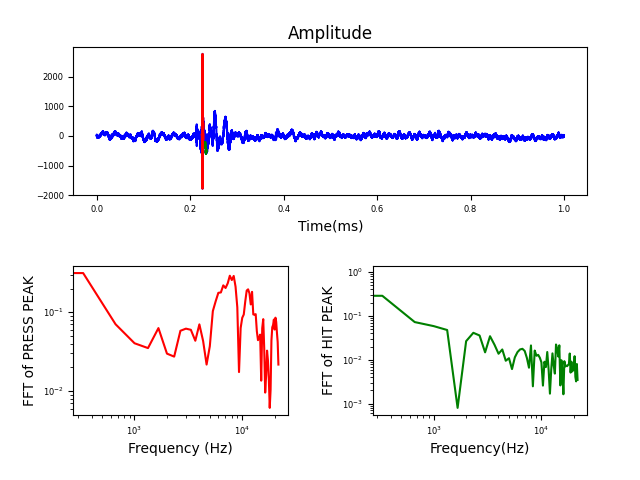 Amplitude
2000
1000
0
−1000
−2000
0.0 0.2 0.4 0.6 0.8 1.0
Time(ms)
FFT of PRESS PEAK
10⁻¹
10⁻²
10³ 10⁴
Frequency (Hz)
FFT of HIT PEAK
10⁰
10⁻¹
10⁻²
10⁻³
10³ 10⁴
Frequency(Hz)